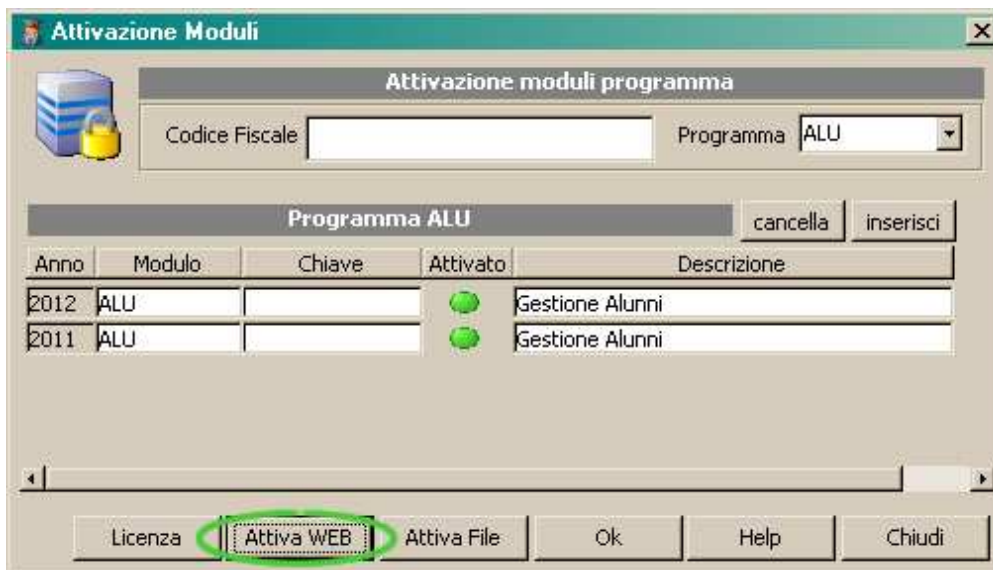 Attivazione Moduli
Attivazione moduli programma
Codice Fiscale Programma ALU
Programma ALU cancella inserisci
Anno Modulo Chiave Attivato Descrizione
2012 ALU Gestione Alunni
2011 ALU Gestione Alunni
Licenza Attiva WEB Attiva File Ok Help Chiudi